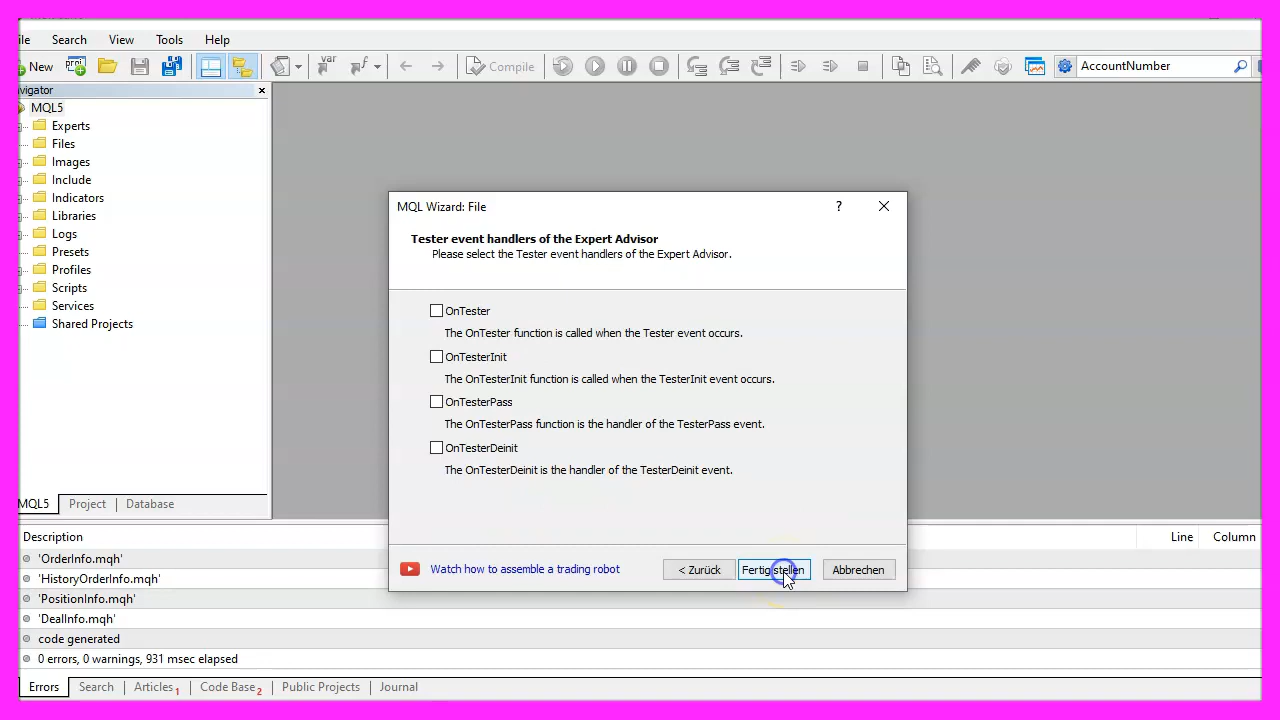 ile Search View Tools Help
New var Compile AccountNumber
avigator
MQL5
Experts
Files
Images
Include
Indicators
Libraries
Logs
Presets
Profiles
Scripts
Services
Shared Projects
MQL5 Project Database
MQL Wizard: File ?
Tester event handlers of the Expert Advisor
Please select the Tester event handlers of the Expert Advisor.
OnTester
The OnTester function is called when the Tester event occurs.
OnTesterInit
The OnTesterInit function is called when the TesterInit event occurs.
OnTesterPass
The OnTesterPass function is the handler of the TesterPass event.
OnTesterDeinit
The OnTesterDeinit is the handler of the TesterDeinit event.
Watch how to assemble a trading robot < Zurück Fertig stellen Abbrechen
Description Line Column
'OrderInfo.mqh'
'HistoryOrderInfo.mqh'
'PositionInfo.mqh'
'DealInfo.mqh'
code generated
0 errors, 0 warnings, 931 msec elapsed
Errors Search Articles 1 Code Base 2 Public Projects Journal